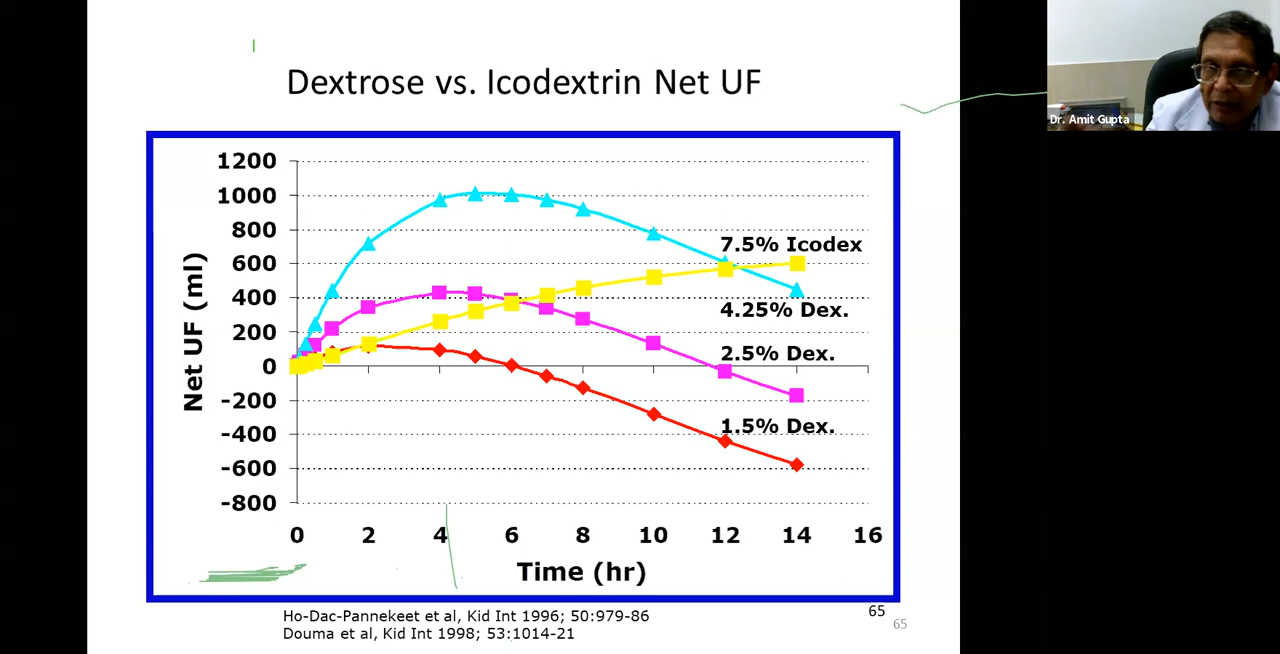 Dextrose vs. Icodextrin Net UF
Dr. Amit Gupta
1200
1000
800
600
400
200
0
-200
-400
-600
-800
Net UF (ml)
7.5% Icodex
4.25% Dex.
2.5% Dex.
1.5% Dex.
0 2 4 6 8 10 12 14 16
Time (hr)
Ho-Dac-Pannekeet et al, Kid Int 1996; 50:979-86
Douma et al, Kid Int 1998; 53:1014-21
65
65